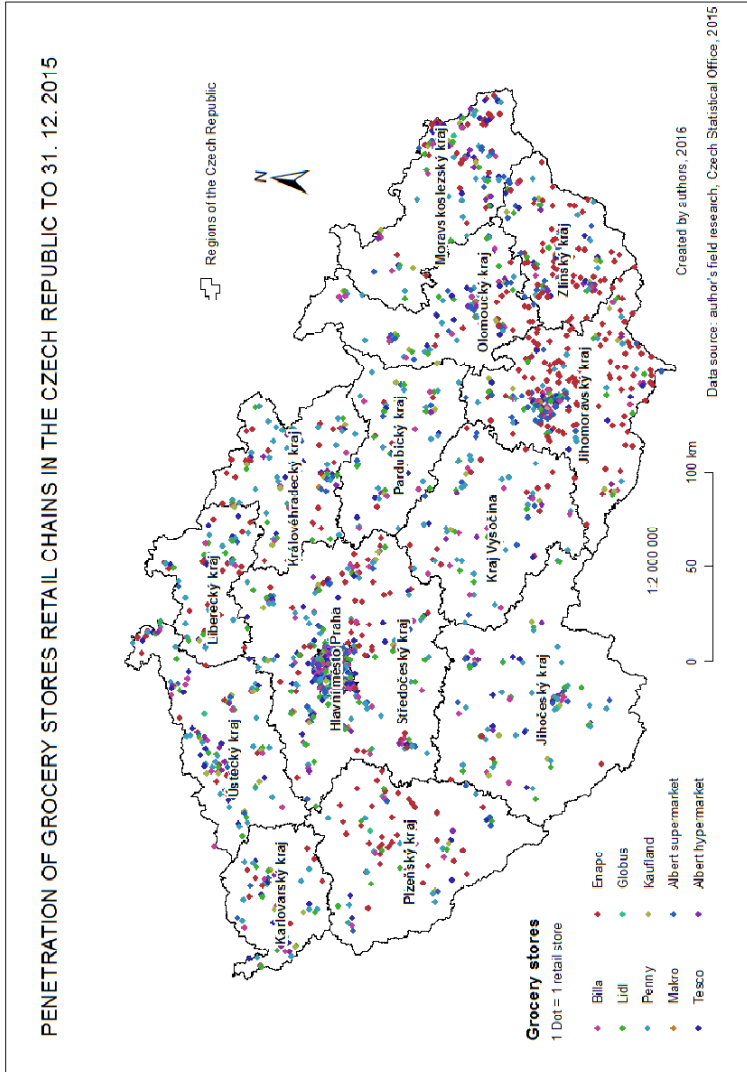 PENETRATION OF GROCERY STORES RETAIL CHAINS IN THE CZECH REPUBLIC TO 31. 12. 2015
Regions of the Czech Republic
N
Liberecký kraj
Ústecký kraj
Karlovarský kraj
Královéhradecký kraj
Hlavní město Praha
Středočeský kraj
Pardubický kraj
Moravskoslezský kraj
Olomoucký kraj
Plzeňský kraj
Kraj Vysočina
Zlínský kraj
Jihočeský kraj
Jihomoravský kraj
Grocery stores
1 Dot = 1 retail store
Billa
Enapo
Lidl
Globus
Penny
Kaufland
Makro
Albert supermarket
Tesco
Albert hypermarket
1:2 000 000
0 50 100 km
Created by authors, 2016
Data source: author's field research, Czech Statistical Office, 2015